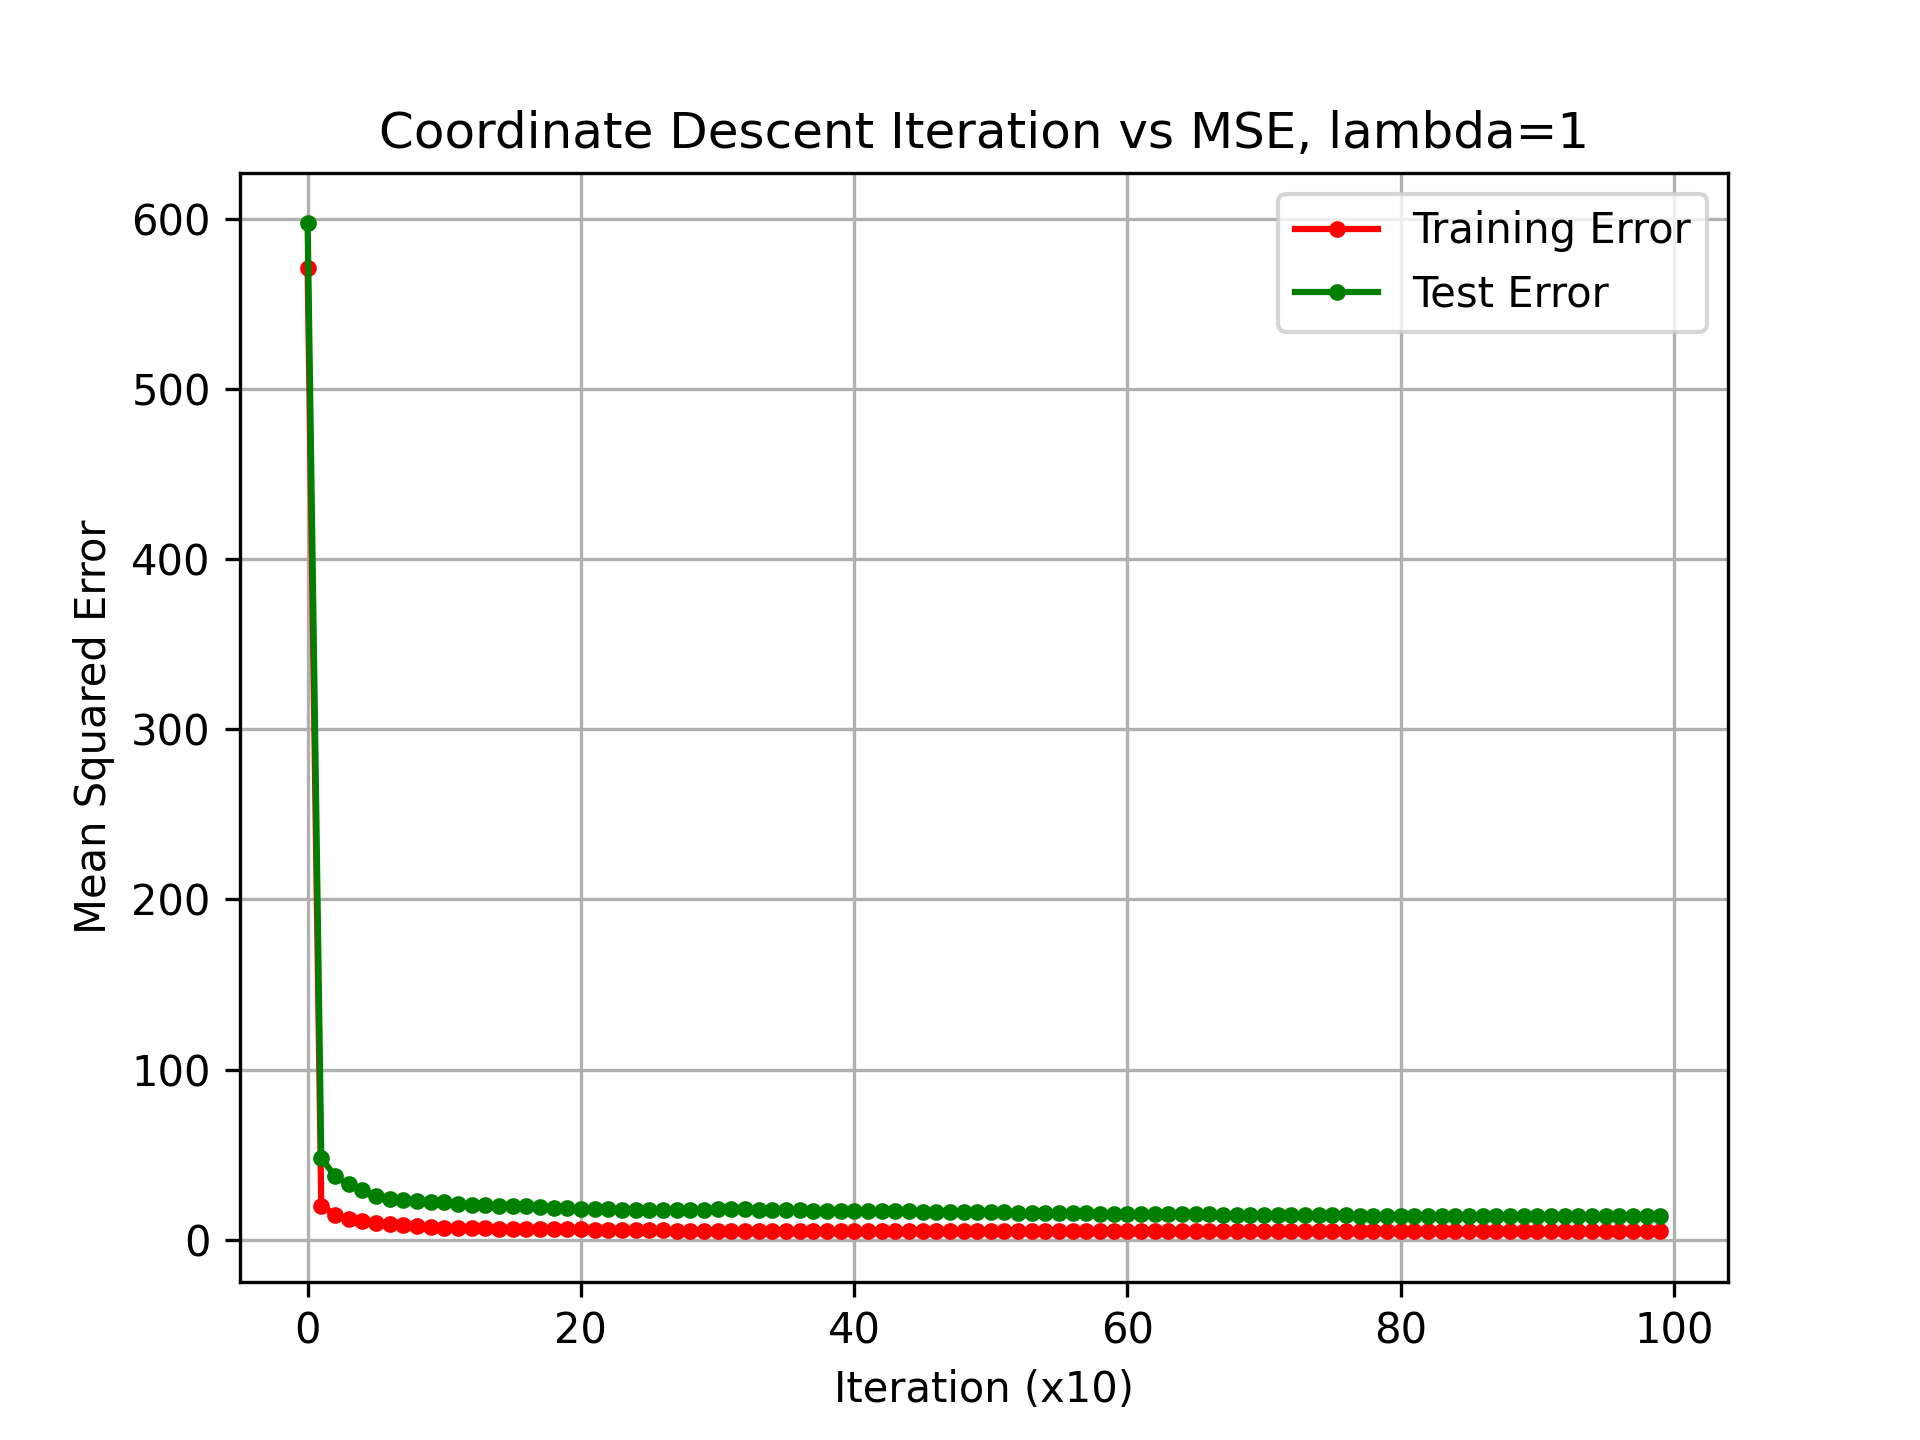 Coordinate Descent Iteration vs MSE, lambda=1
Training Error
Test Error
600
500
400
300
200
100
0
Mean Squared Error
0 20 40 60 80 100
Iteration (x10)